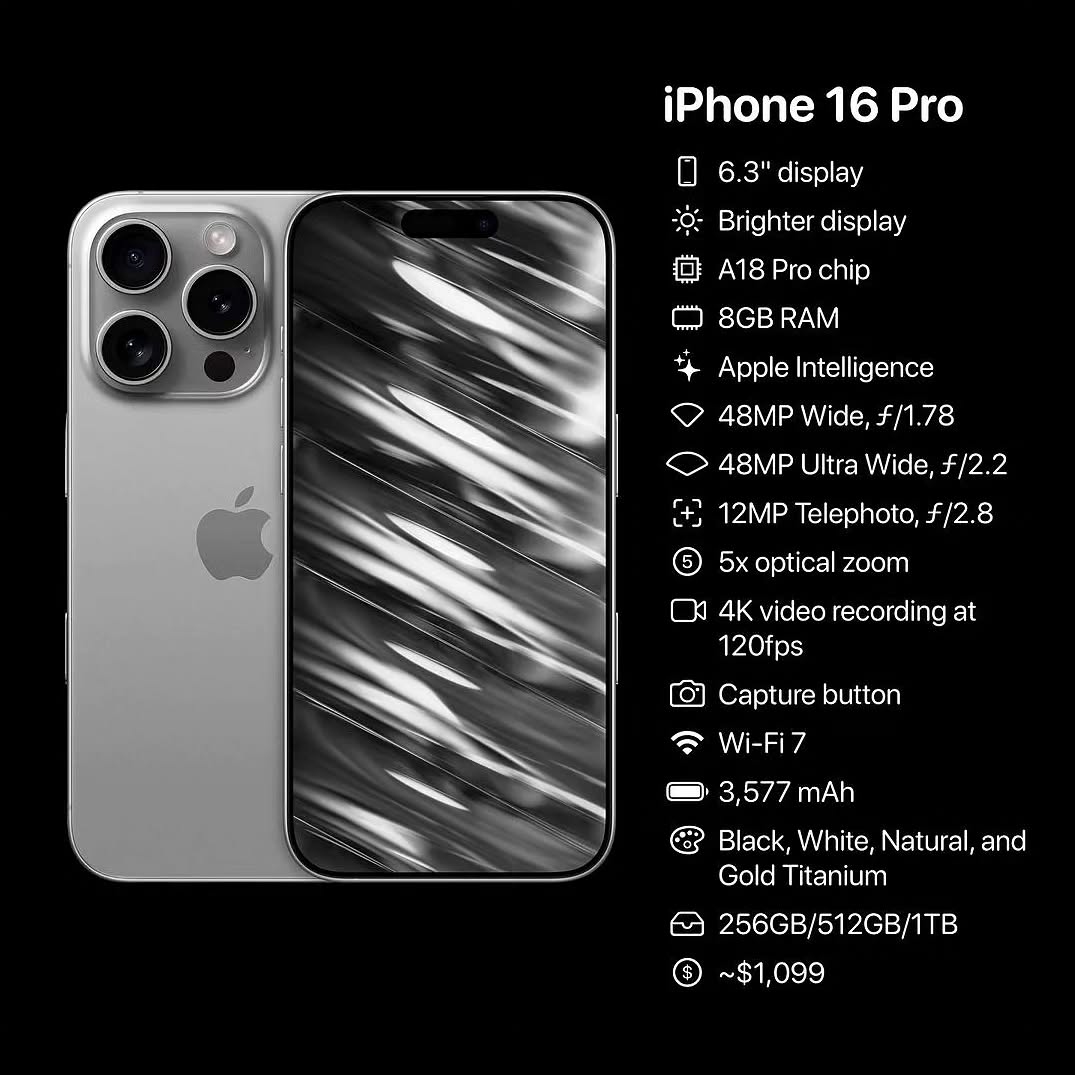 iPhone 16 Pro
6.3" display
Brighter display
A18 Pro chip
8GB RAM
Apple Intelligence
48MP Wide, ƒ/1.78
48MP Ultra Wide, ƒ/2.2
12MP Telephoto, ƒ/2.8
5
5x optical zoom
4K video recording at
120fps
Capture button
Wi-Fi 7
3,577 mAh
Black, White, Natural, and
Gold Titanium
256GB/512GB/1TB
$
~$1,099